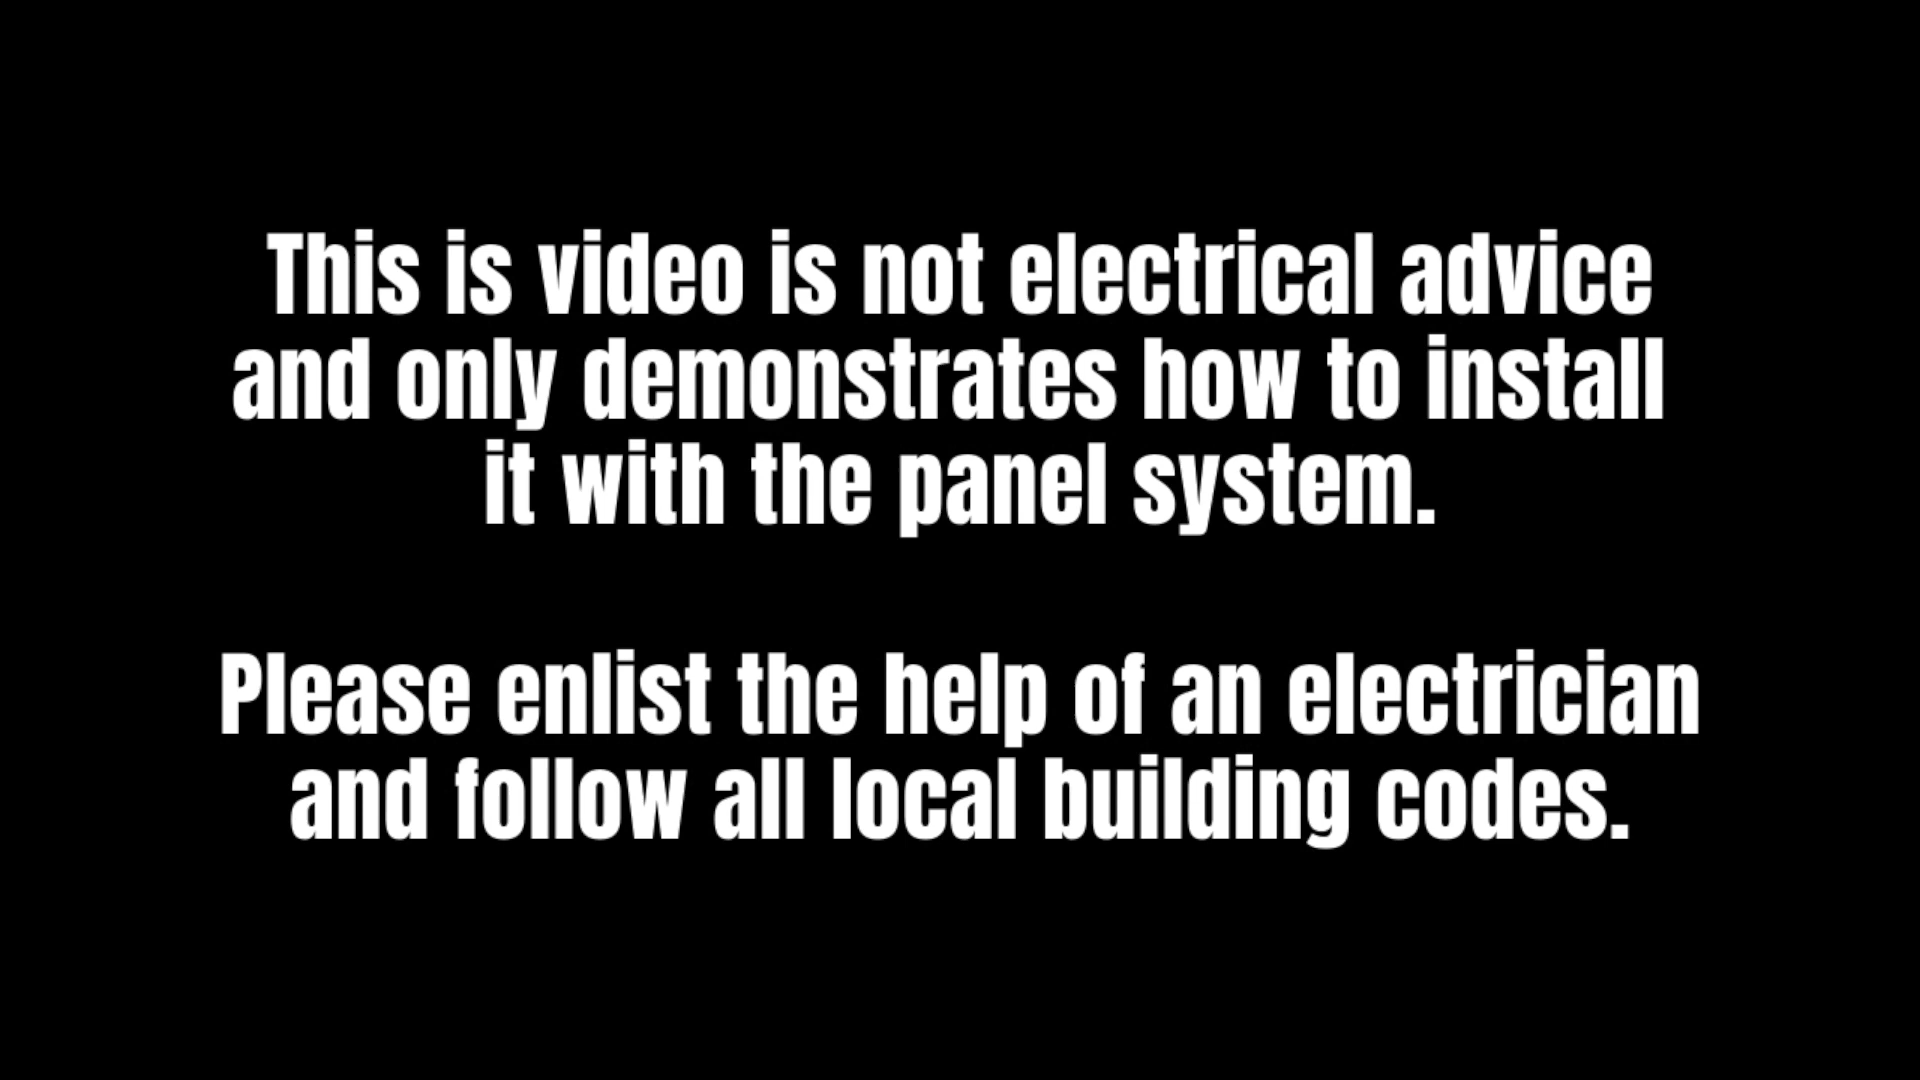 This is video is not electrical advice
and only demonstrates how to install
it with the panel system.
Please enlist the help of an electrician
and follow all local building codes.